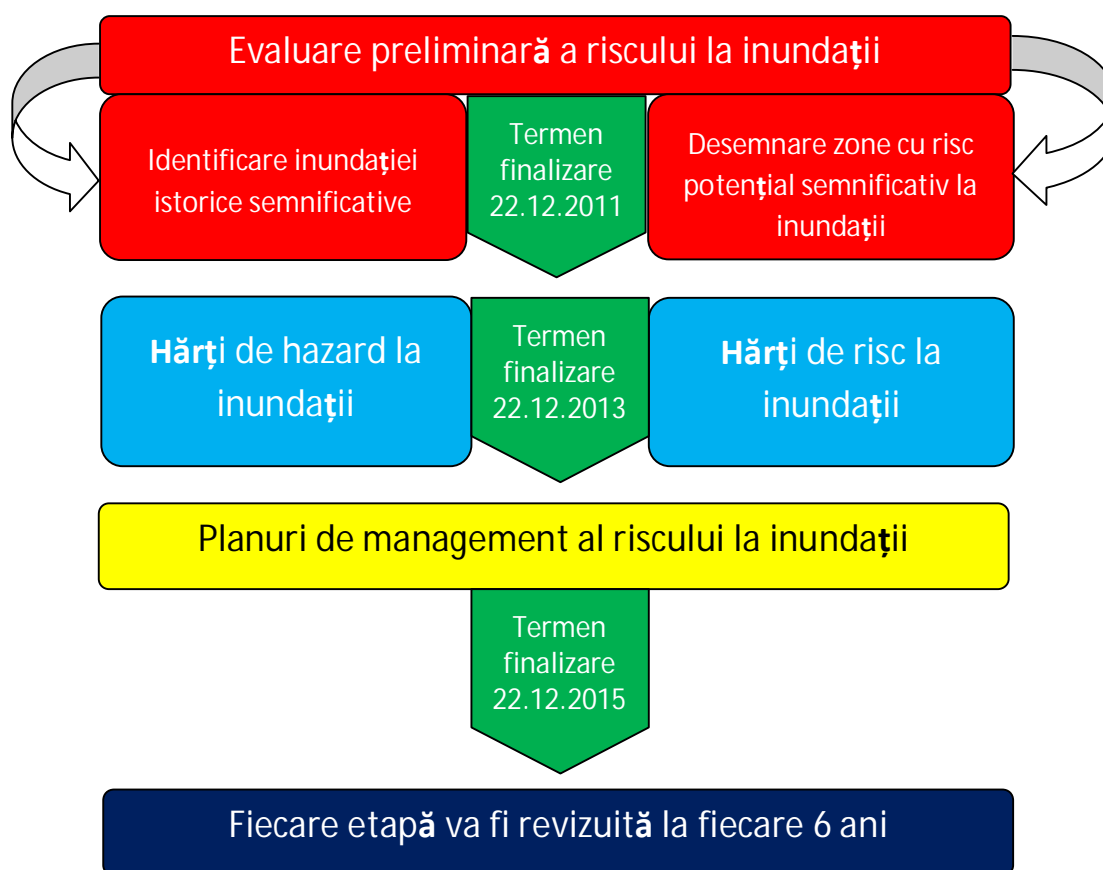 Evaluare preliminară a riscului la inundații
Identificare inundației
istorice semnificative
Termen
finalizare
22.12.2011
Desemnare zone cu risc
potențial semnificativ la
inundații
Hărți de hazard la
inundații
Termen
finalizare
22.12.2013
Hărți de risc la
inundații
Planuri de management al riscului la inundații
Termen
finalizare
22.12.2015
Fiecare etapă va fi revizuită la fiecare 6 ani